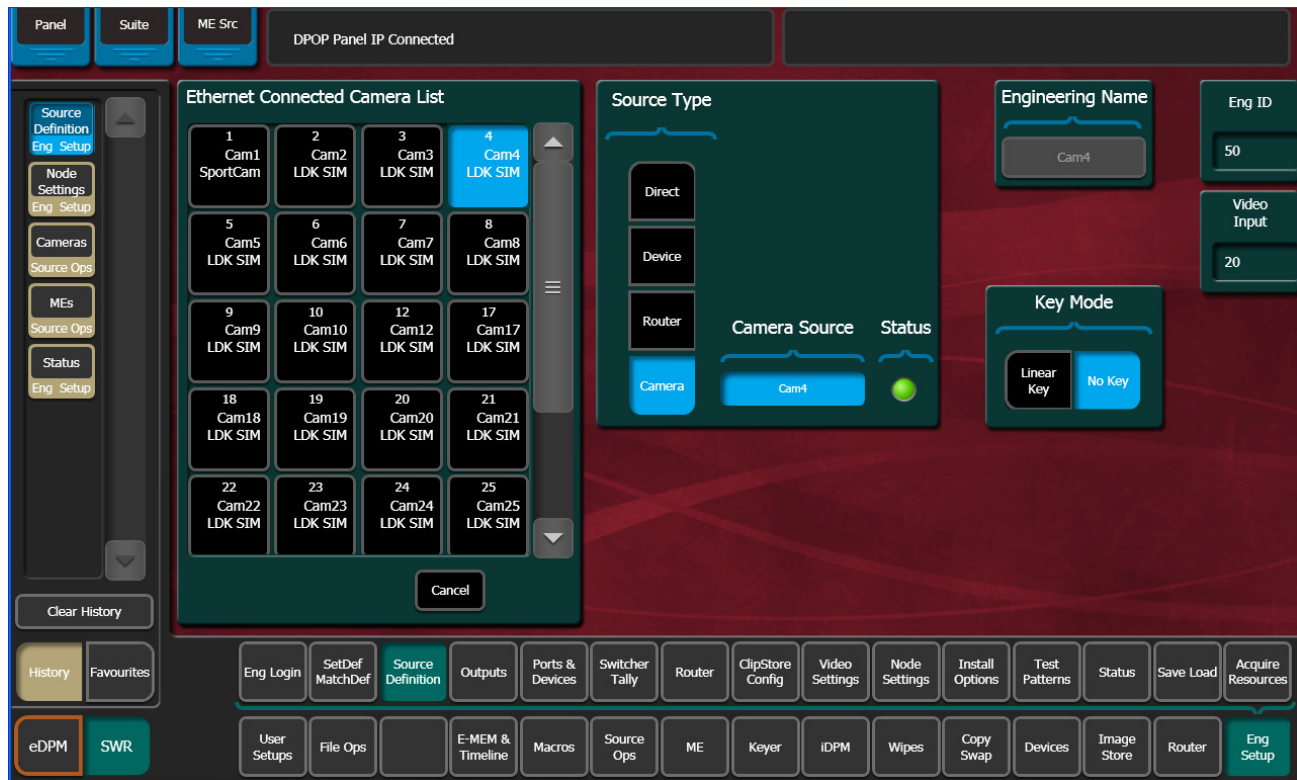 Panel
Suite
ME Src
DPOP Panel IP Connected
Source
Definition
Eng Setup
Node
Settings
Eng Setup
Cameras
Source Ops
MEs
Source Ops
Status
Eng Setup
Clear History
History
Favourites
eDPM
SWR
Ethernet Connected Camera List
1
Cam1
SportCam
2
Cam2
LDK SIM
3
Cam3
LDK SIM
4
Cam4
LDK SIM
5
Cam5
LDK SIM
6
Cam6
LDK SIM
7
Cam7
LDK SIM
8
Cam8
LDK SIM
9
Cam9
LDK SIM
10
Cam10
LDK SIM
12
Cam12
LDK SIM
17
Cam17
LDK SIM
18
Cam18
LDK SIM
19
Cam19
LDK SIM
20
Cam20
LDK SIM
21
Cam21
LDK SIM
22
Cam22
LDK SIM
23
Cam23
LDK SIM
24
Cam24
LDK SIM
25
Cam25
LDK SIM
Cancel
Source Type
Direct
Device
Router
Camera
Camera Source
Cam4
Status
Engineering Name
Cam4
Eng ID
50
Video
Input
20
Key Mode
Linear
Key
No Key
Eng Login
SetDef
MatchDef
Source
Definition
Outputs
Ports &
Devices
Switcher
Tally
Router
ClipStore
Config
Video
Settings
Node
Settings
Install
Options
Test
Patterns
Status
Save Load
Acquire
Resources
User
Setups
File Ops
E-MEM &
Timeline
Macros
Source
Ops
ME
Keyer
iDPM
Wipes
Copy
Swap
Devices
Image
Store
Router
Eng
Setup